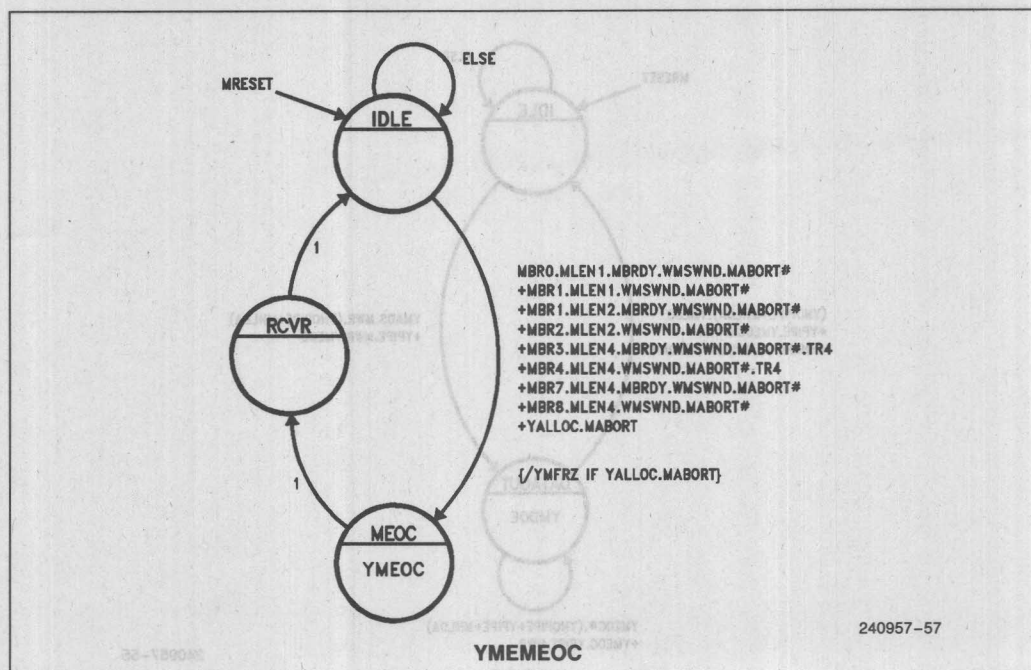 ELSE
MRESET
IDLE
1
MBR0.MLEN1.MBRDY.WMSWND.MABORT#
+MBR1.MLEN1.WMSWND.MABORT#
+MBR1.MLEN2.MBRDY.WMSWND.MABORT#
+MBR2.MLEN2.WMSWND.MABORT#
+MBR3.MLEN4.MBRDY.WMSWND.MABORT#.TR4
+MBR4.MLEN4.WMSWND.MABORT#.TR4
+MBR7.MLEN4.MBRDY.WMSWND.MABORT#
+MBR8.MLEN4.WMSWND.MABORT#
+YALLOC.MABORT
RCVR
{/YMFRZ IF YALLOC.MABORT}
1
MEOC
YMEOC
240957-57
YMEMEOC